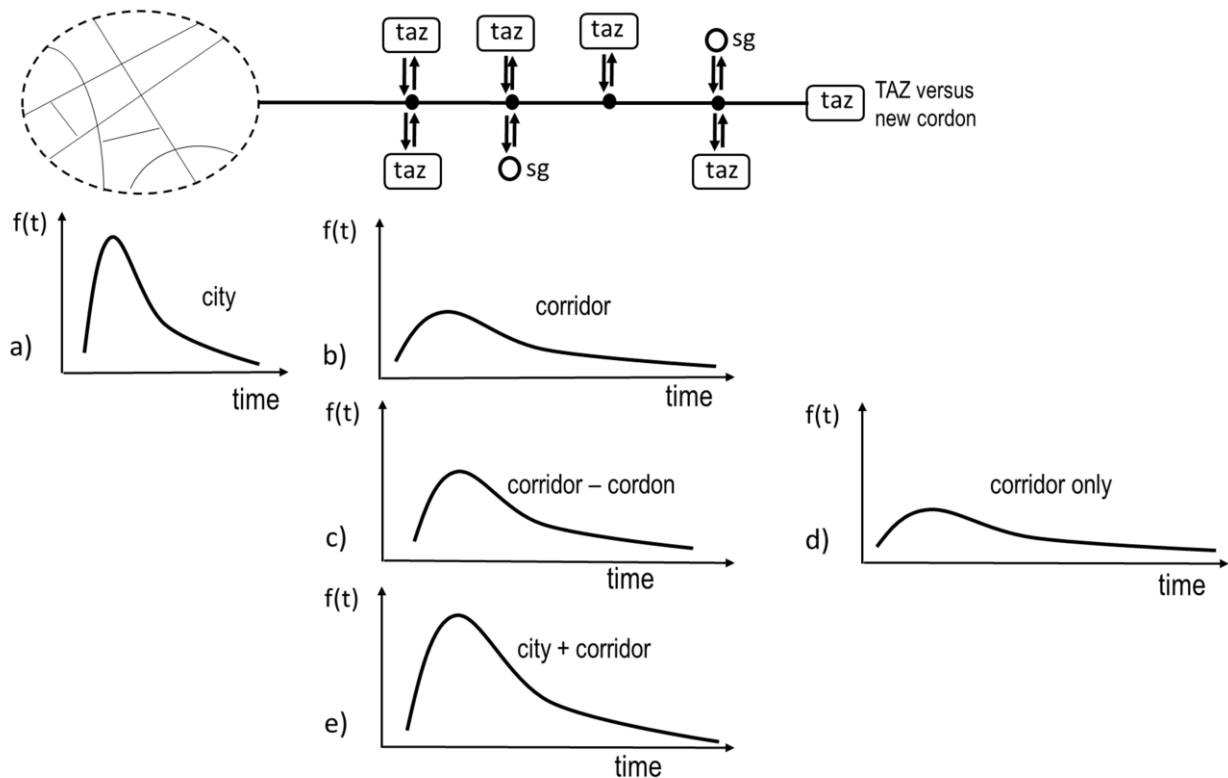 taz taz taz sg
taz TAZ versus
new cordon
taz sg taz
f(t) city
a)
time
f(t) corridor
b)
time
f(t) corridor – cordon
c)
time
f(t) corridor only
d)
time
f(t) city + corridor
e)
time